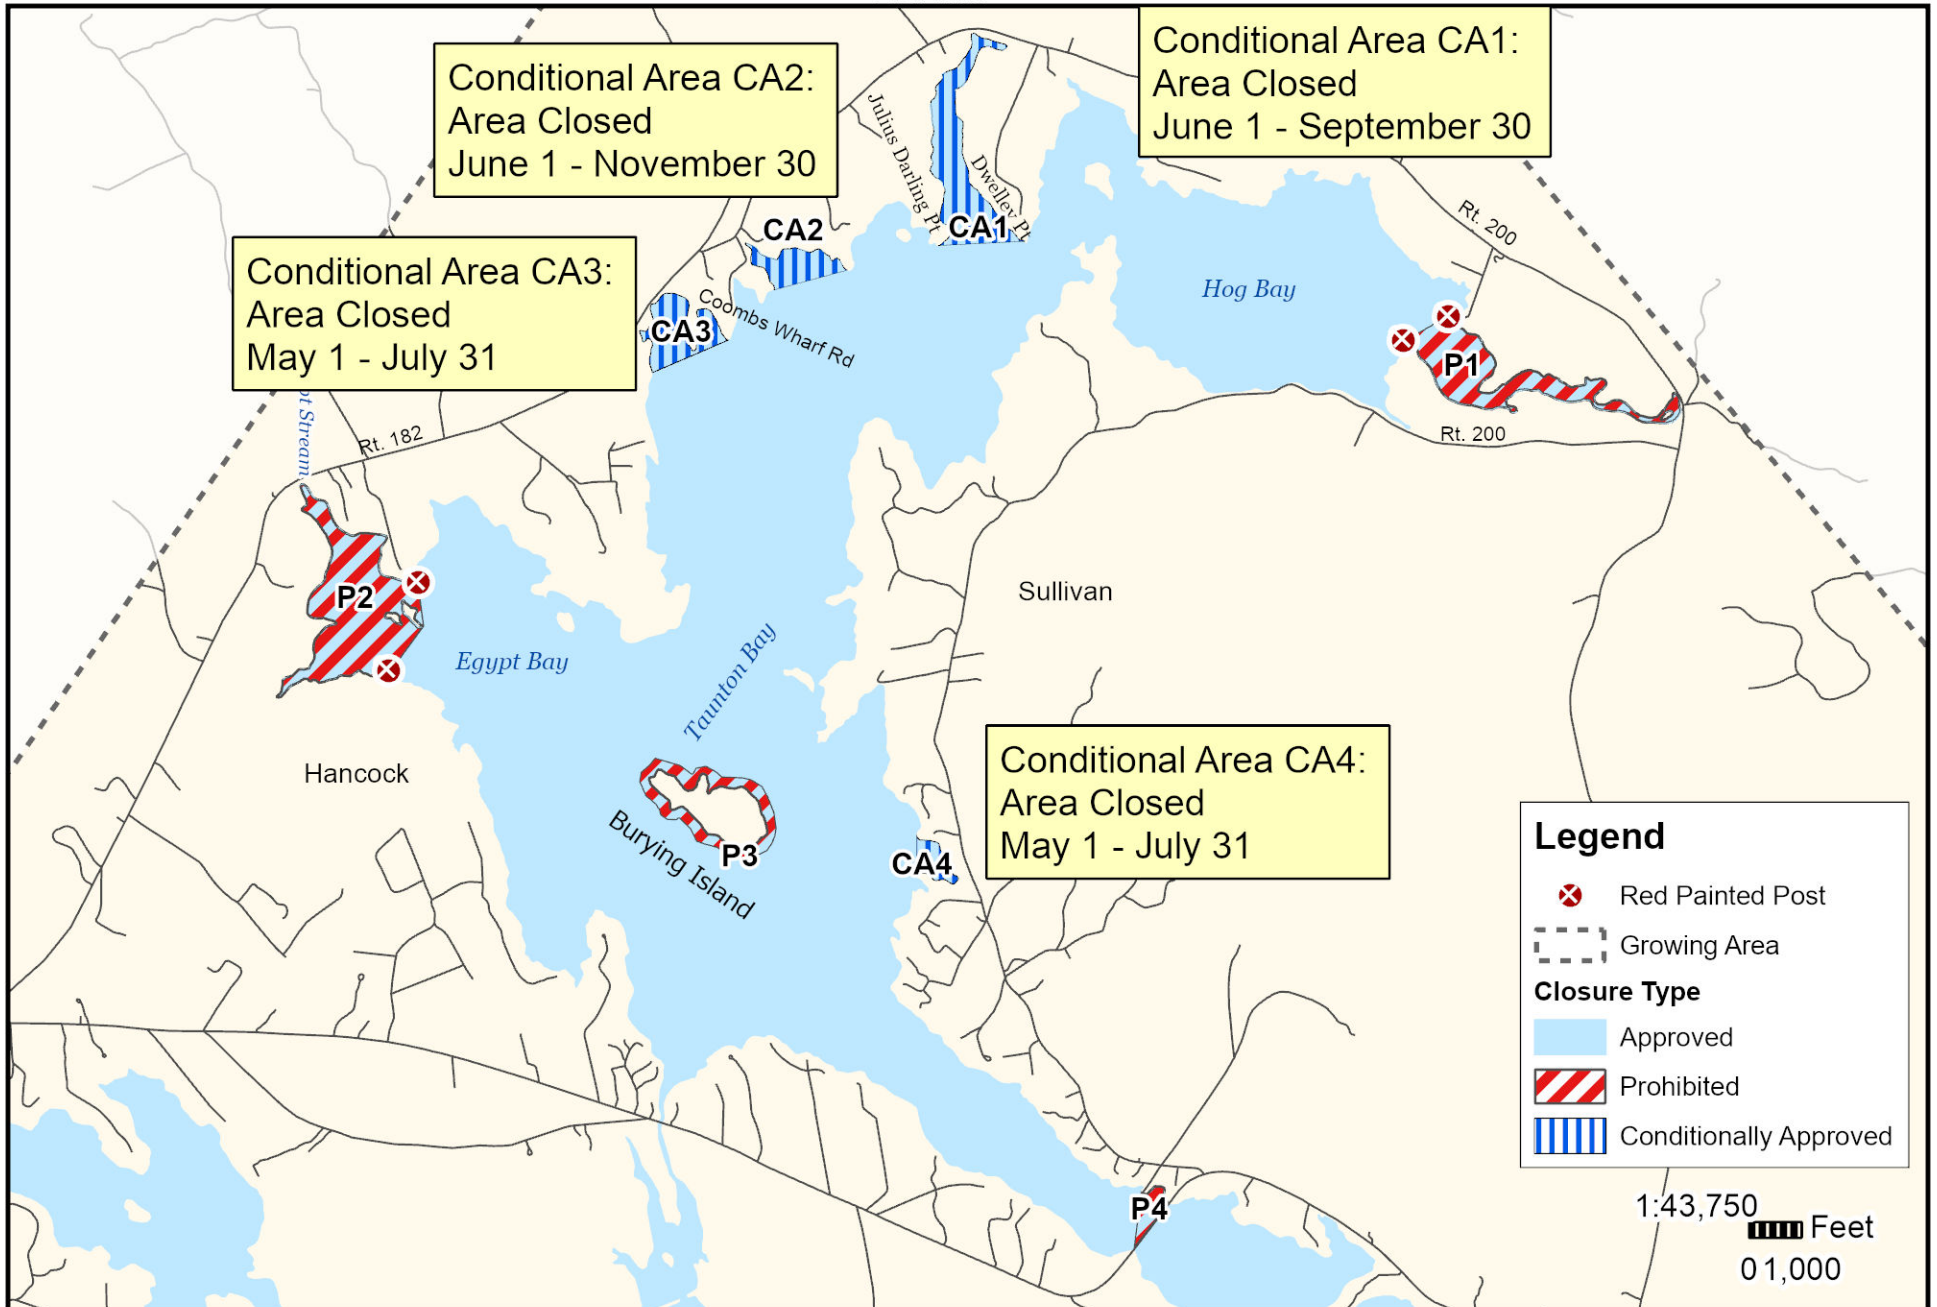 Conditional Area CA1:
Area Closed
June 1 - September 30
Conditional Area CA2:
Area Closed
June 1 - November 30
Julius Darling Pt
Dwelley Pt
CA1
CA2
Rt. 200
Conditional Area CA3:
Area Closed
May 1 - July 31
Hog Bay
Coombs Wharf Rd
CA3
P1
Stream
Rt. 182
Rt. 200
P2
Sullivan
Egypt Bay
Taunton Bay
Hancock
Conditional Area CA4:
Area Closed
May 1 - July 31
Burying Island
P3
CA4
Legend
Red Painted Post
Growing Area
Closure Type
Approved
Prohibited
Conditionally Approved
P4
1:43,750
Feet
0 1,000